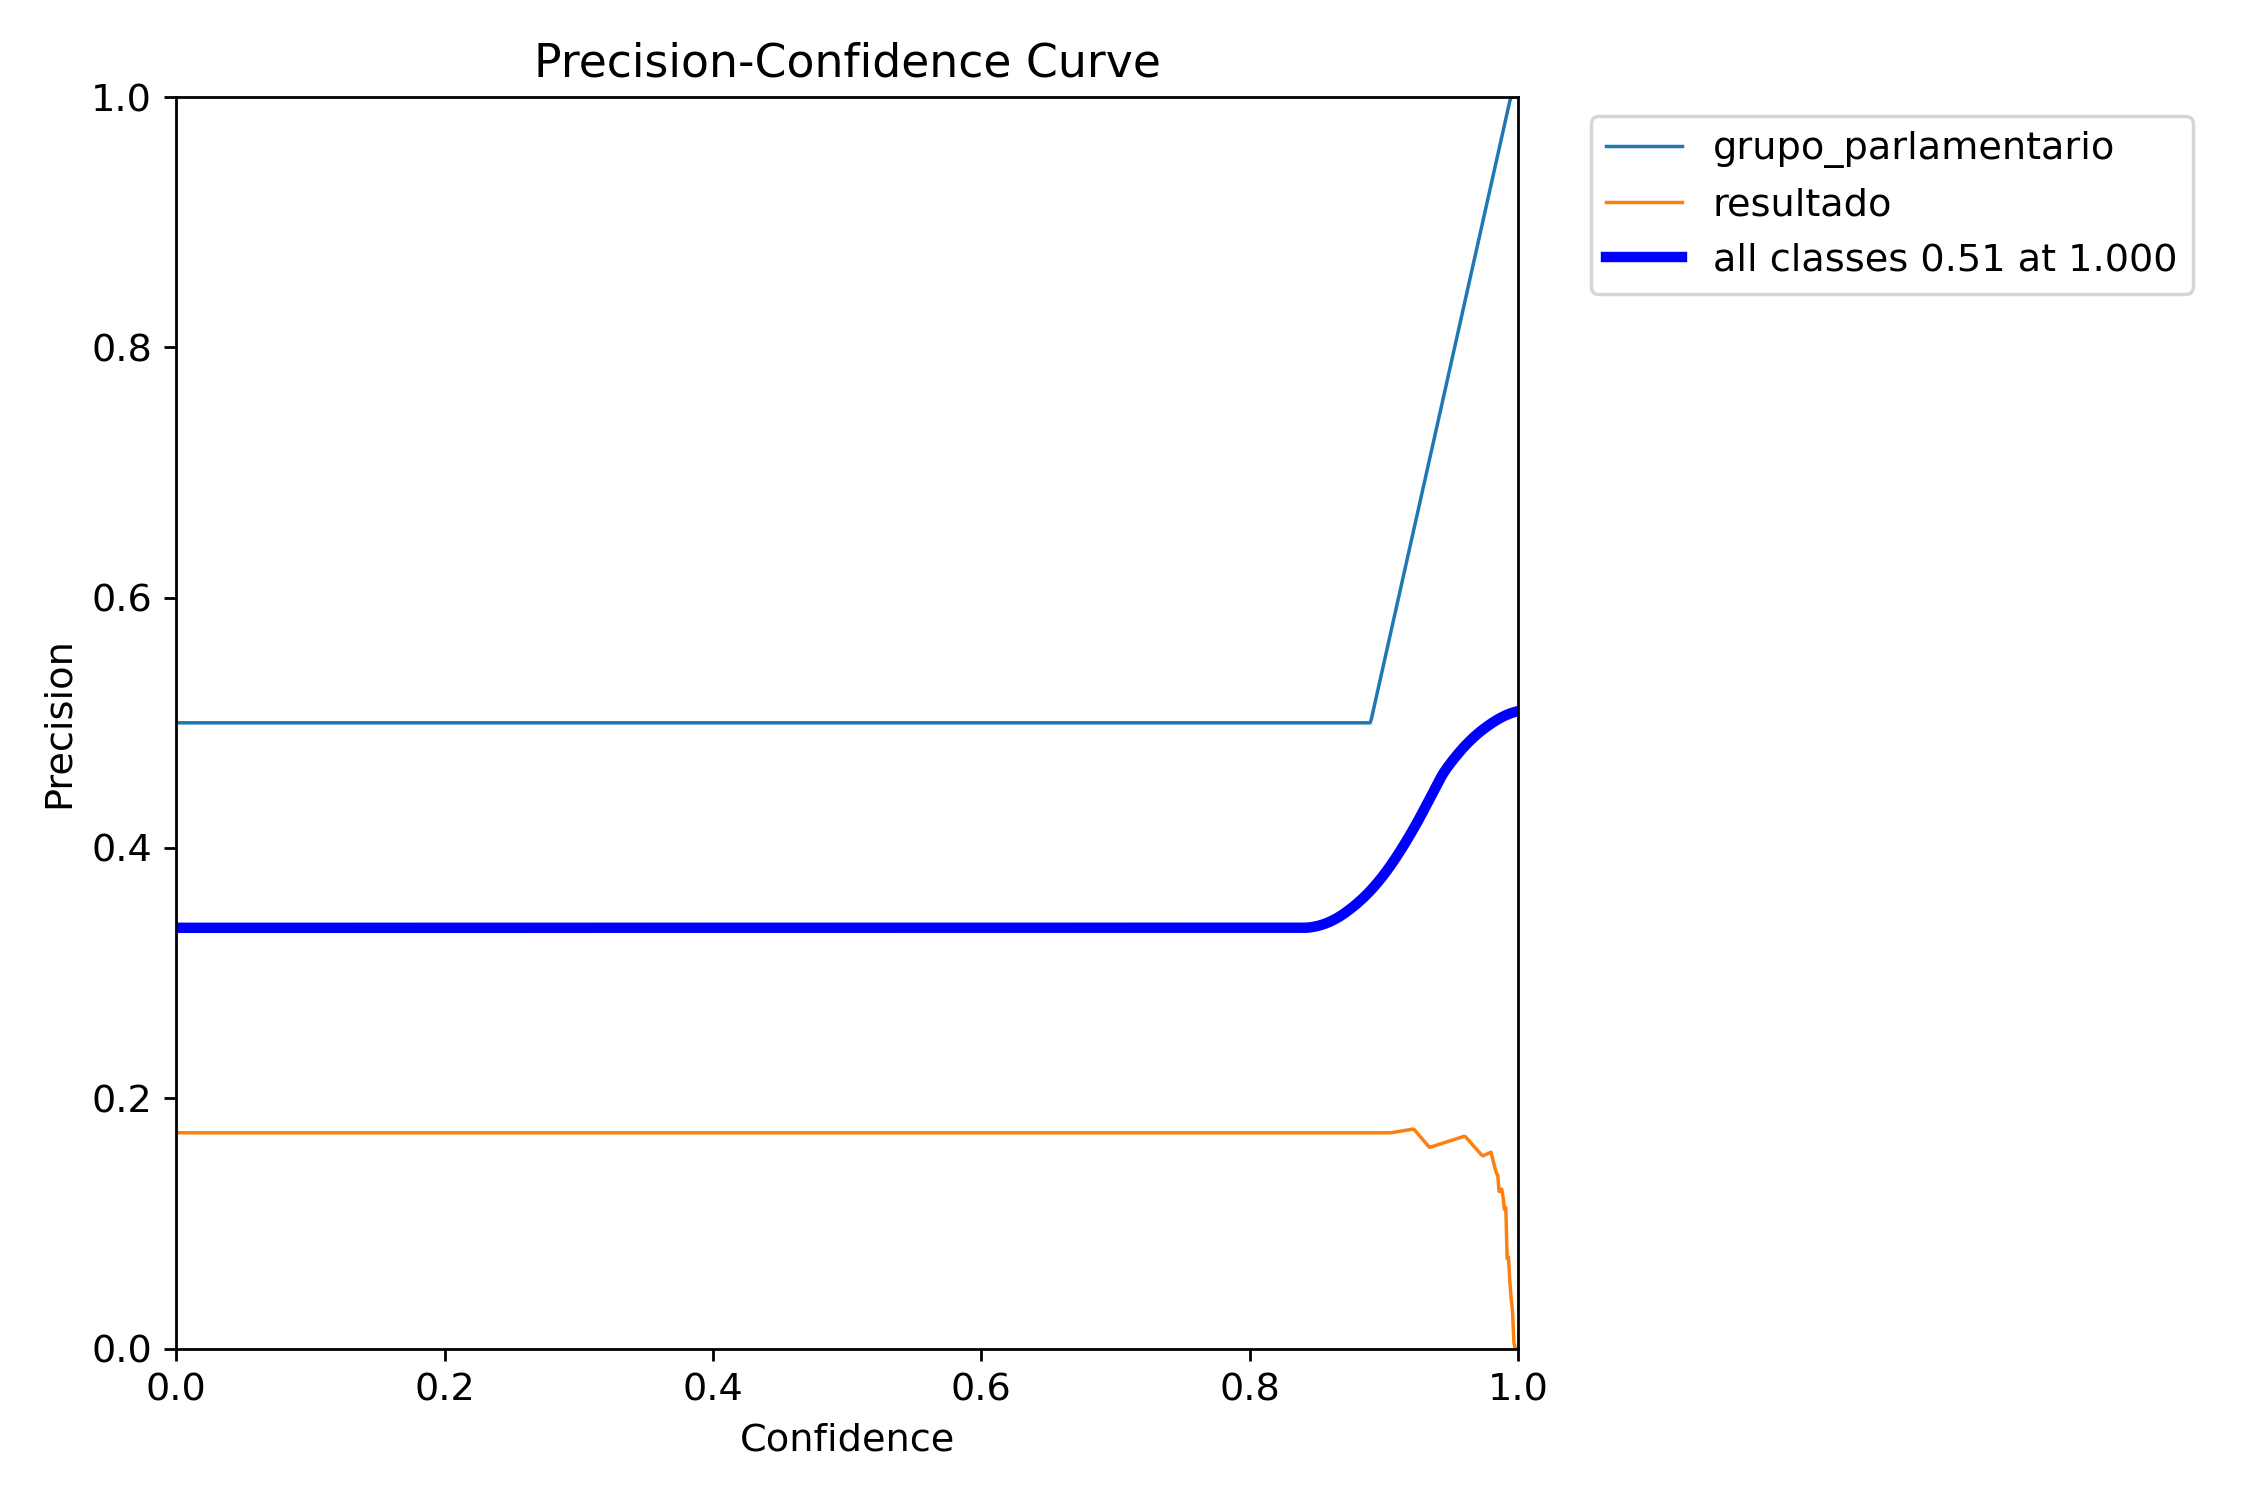 Precision-Confidence Curve
1.0
0.8
0.6
0.4
0.2
0.0
Precision
0.0 0.2 0.4 0.6 0.8 1.0
Confidence
grupo_parlamentario
resultado
all classes 0.51 at 1.000